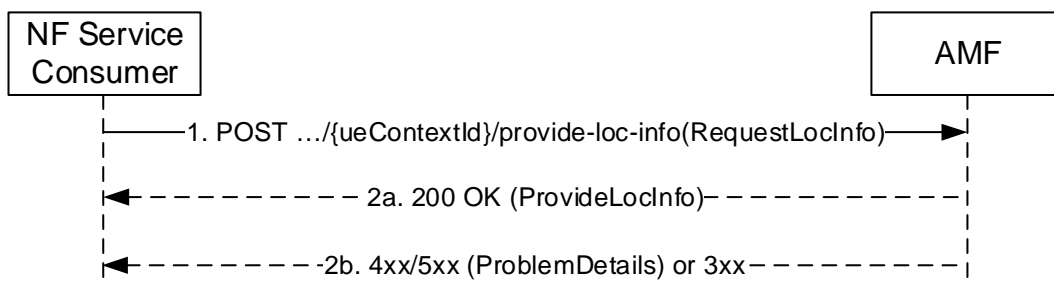 NF Service
Consumer
AMF
1. POST …/{ueContextId}/provide-loc-info(RequestLocInfo)
2a. 200 OK (ProvideLocInfo)
2b. 4xx/5xx (ProblemDetails) or 3xx